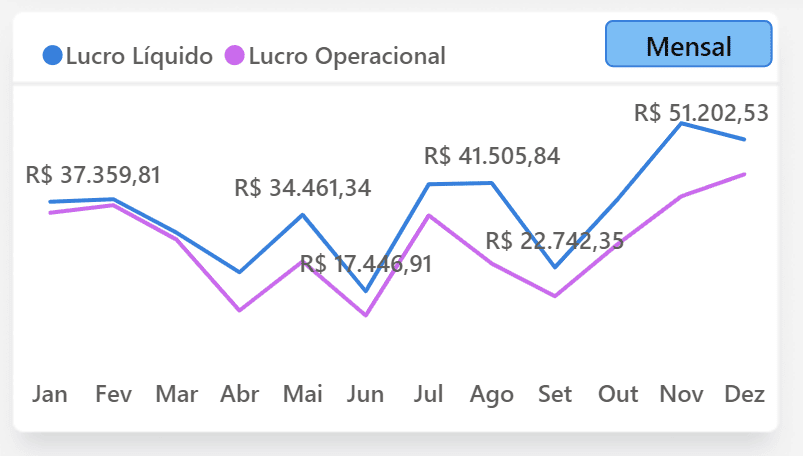 Lucro Líquido Lucro Operacional
Mensal
R$ 51.202,53
R$ 41.505,84
R$ 37.359,81
R$ 34.461,34
R$ 22.742,35
R$ 17.446,91
Jan Fev Mar Abr Mai Jun Jul Ago Set Out Nov Dez